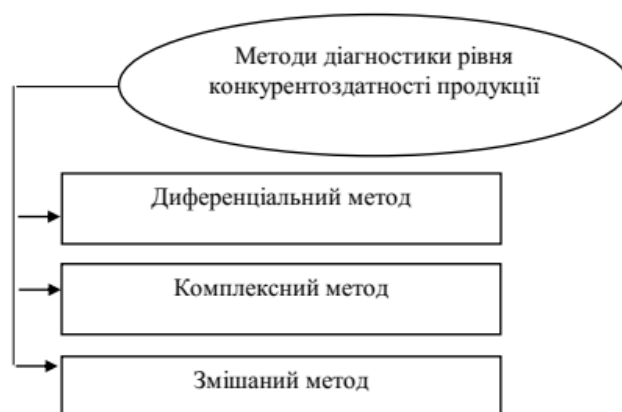 Методи діагностики рівня
конкурентоздатності продукції
Диференціальний метод
Комплексний метод
Змішаний метод